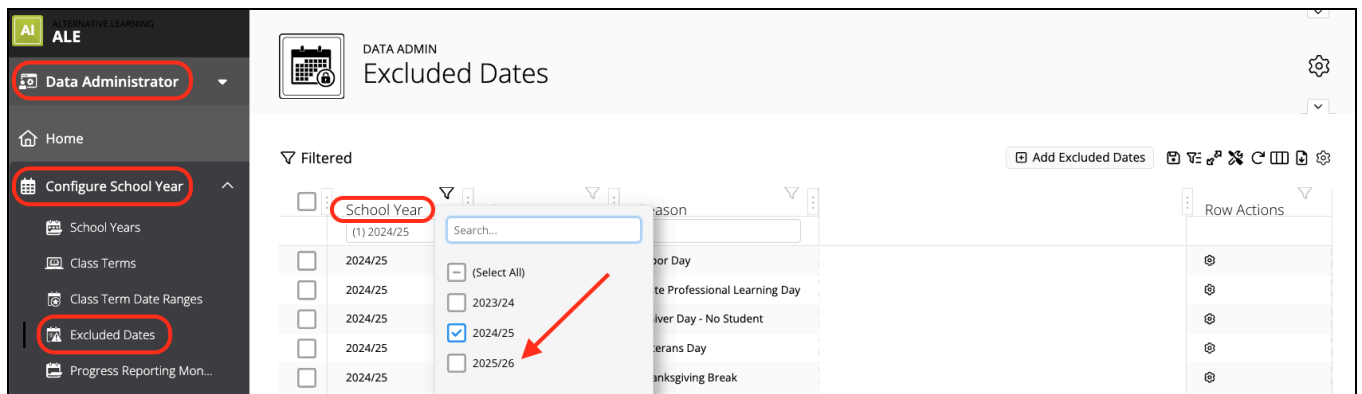 AI
ALTERNATIVE LEARNING
ALE
Data Administrator
Home
Configure School Year
School Years
Class Terms
Class Term Date Ranges
Excluded Dates
Progress Reporting Mon...
DATA ADMIN
Excluded Dates
Filtered
Add Excluded Dates
School Year
Row Actions
(1) 2024/25
Search...
2024/25
2024/25
2024/25
2024/25
2024/25
(Select All)
2023/24
2024/25
2025/26
Day
Professional Learning Day
Day - No Student
Day
Break